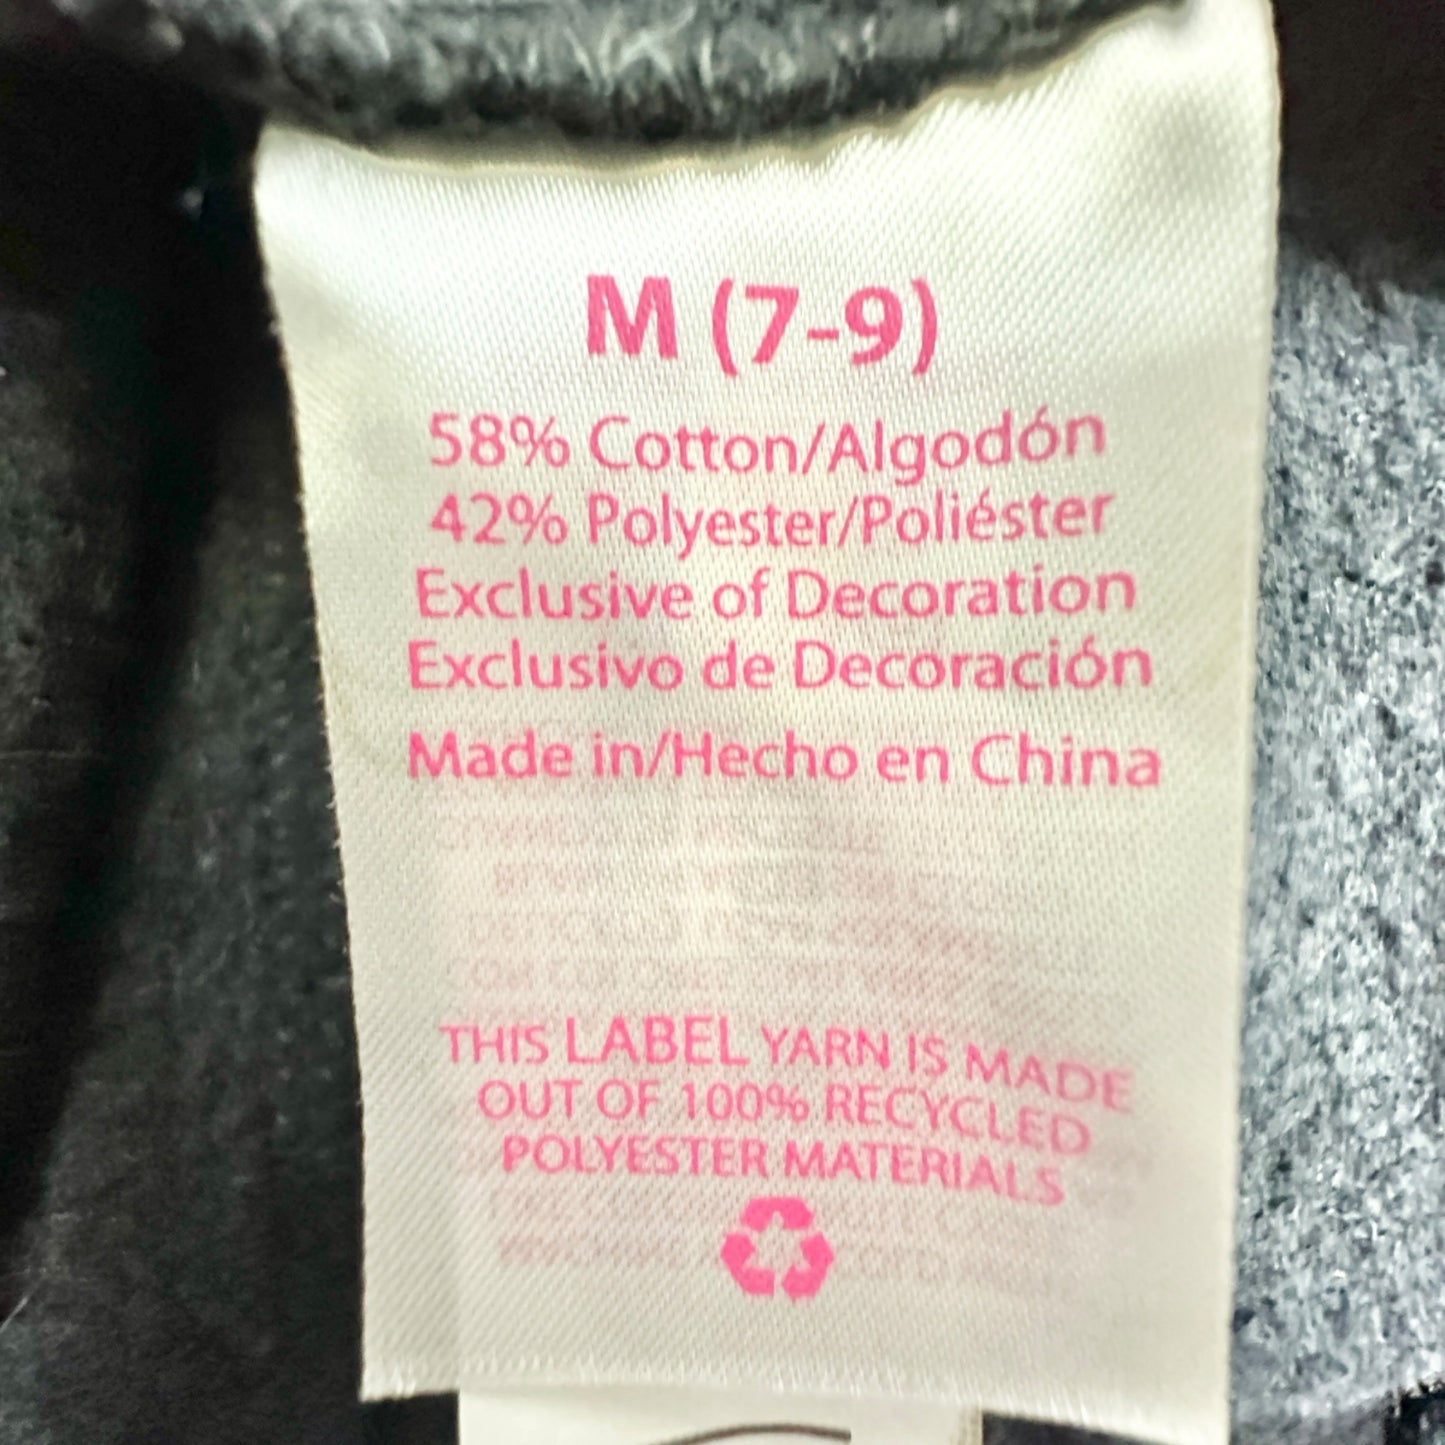 M (7-9)
58% Cotton/Algodón
42% Polyester/Poliéster
Exclusive of Decoration
Exclusivo de Decoración
Made in/Hecho en China
THIS LABEL YARN IS MADE
OUT OF 100% RECYCLED
POLYESTER MATERIALS